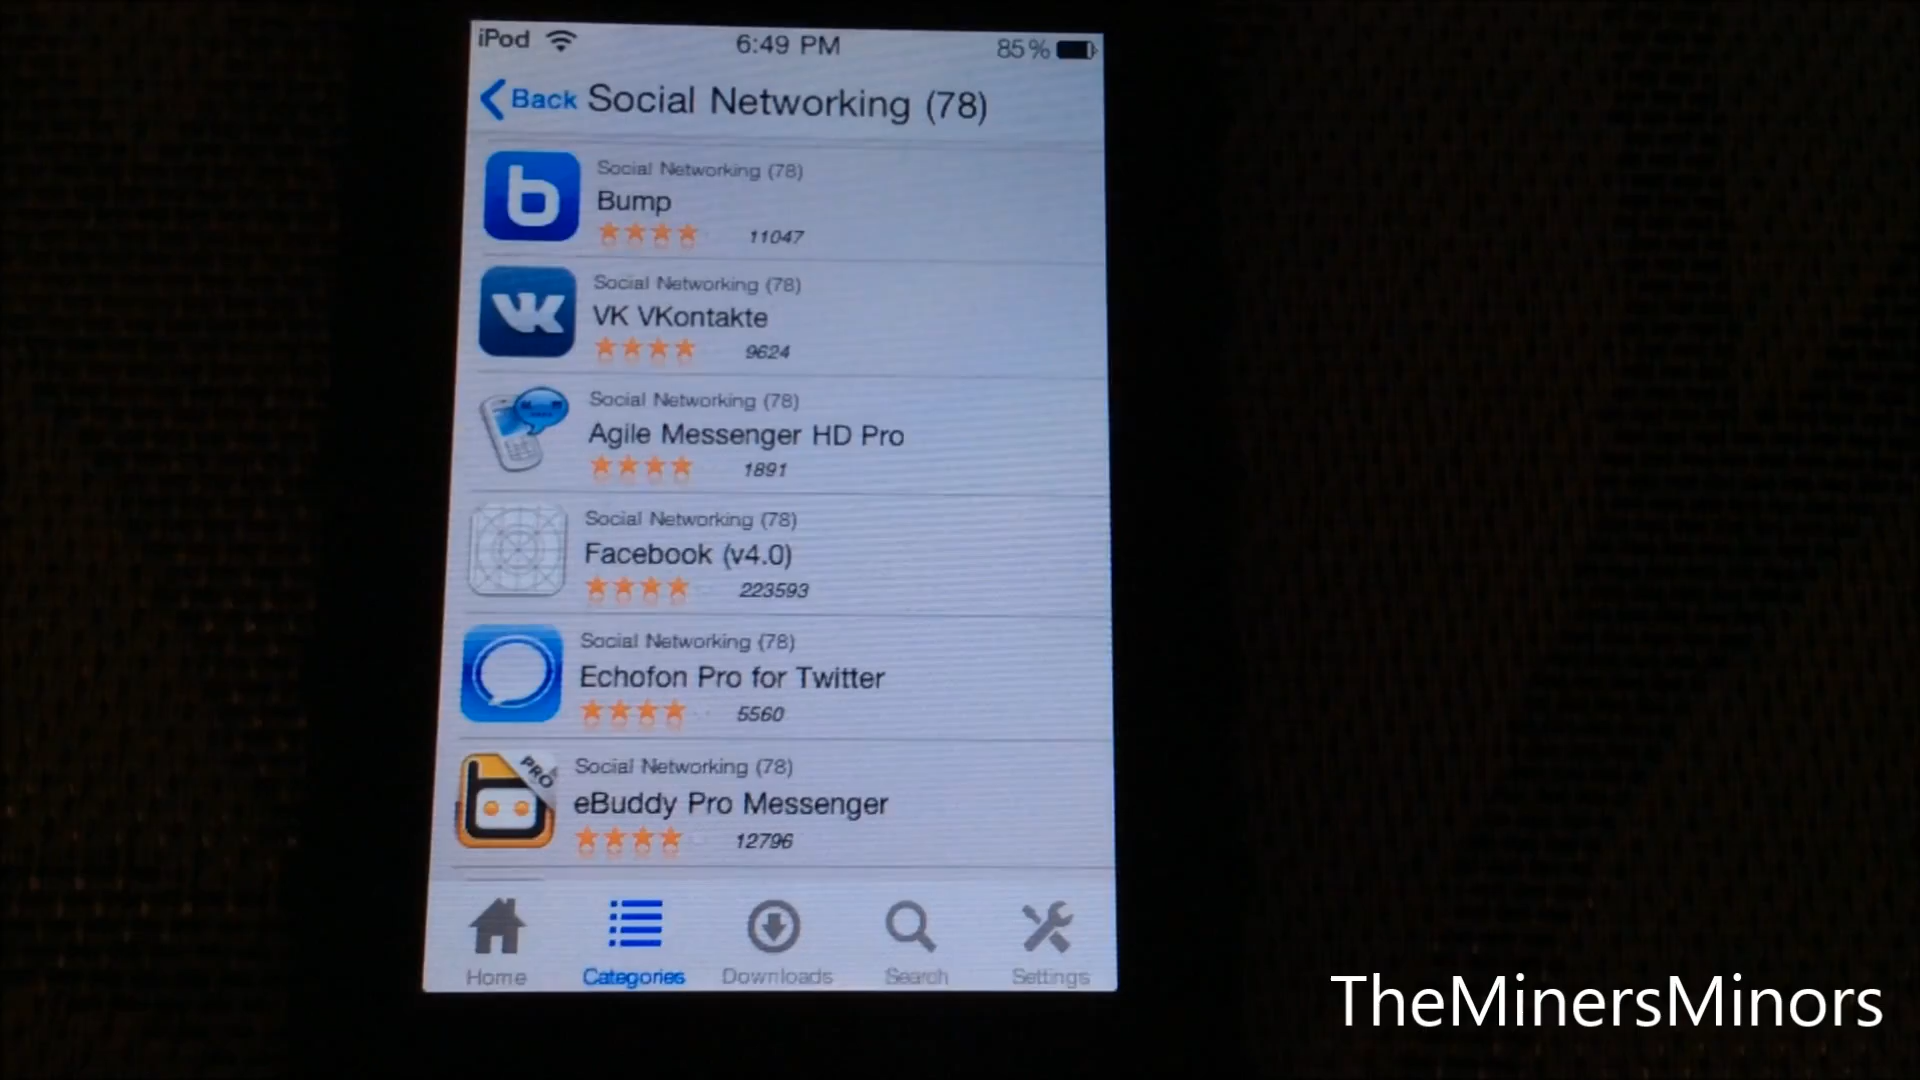 iPod 6:49 PM 85%
Back Social Networking (78)
Social Networking (78)
b
Bump
11047
Social Networking (78)
VK
VK VKontakte
9624
Social Networking (78)
Agile Messenger HD Pro
1891
Social Networking (78)
Facebook (v4.0)
223593
Social Networking (78)
Echofon Pro for Twitter
5560
PRO
Social Networking (78)
eBuddy Pro Messenger
12796
Home Categories Downloads Search Settings
TheMinersMinors